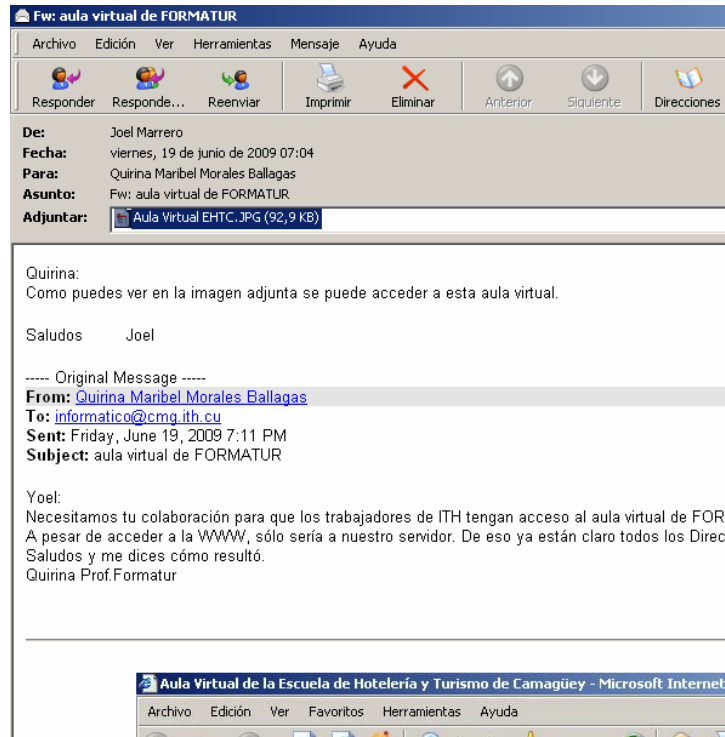 Fw: aula virtual de FORMATUR
Archivo Edición Ver Herramientas Mensaje Ayuda
Responder Responde... Reenviar Imprimir Eliminar Anterior Siguiente Direcciones
De: Joel Marrero
Fecha: viernes, 19 de junio de 2009 07:04
Para: Quirina Maribel Morales Ballagas
Asunto: Fw: aula virtual de FORMATUR
Adjuntar: Aula Virtual EHTC.JPG (92,9 KB)
Quirina:
Como puedes ver en la imagen adjunta se puede acceder a esta aula virtual.
Saludos Joel
----- Original Message -----
From: Quirina Maribel Morales Ballagas
To: informatico@cmg.ith.cu
Sent: Friday, June 19, 2009 7:11 PM
Subject: aula virtual de FORMATUR
Yoel:
Necesitamos tu colaboración para que los trabajadores de ITH tengan acceso al aula virtual de FOR
A pesar de acceder a la WWW, sólo sería a nuestro servidor. De eso ya están claro todos los Direc
Saludos y me dices cómo resultó.
Quirina Prof.Formatur
Aula Virtual de la Escuela de Hotelería y Turismo de Camagüey - Microsoft Internet
Archivo Edición Ver Favoritos Herramientas Ayuda